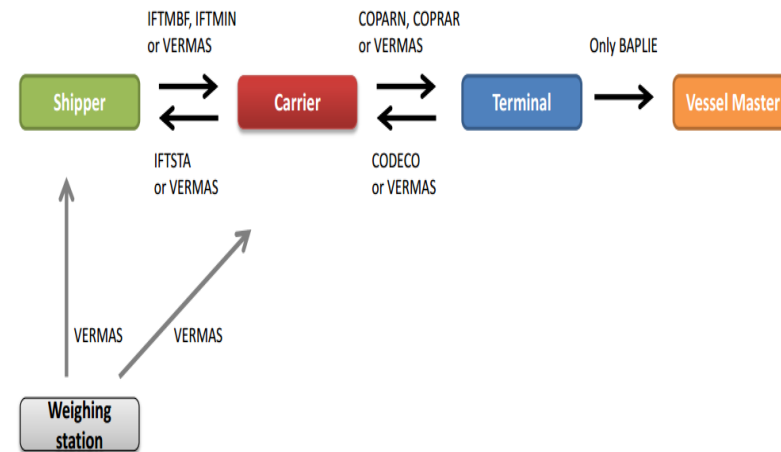 IFTMBF, IFTMIN
or VERMAS
COPARN, COPRAR
or VERMAS
Only BAPLIE
Shipper
Carrier
Terminal
Vessel Master
IFTSTA
or VERMAS
CODECO
or VERMAS
VERMAS
VERMAS
Weighing
station